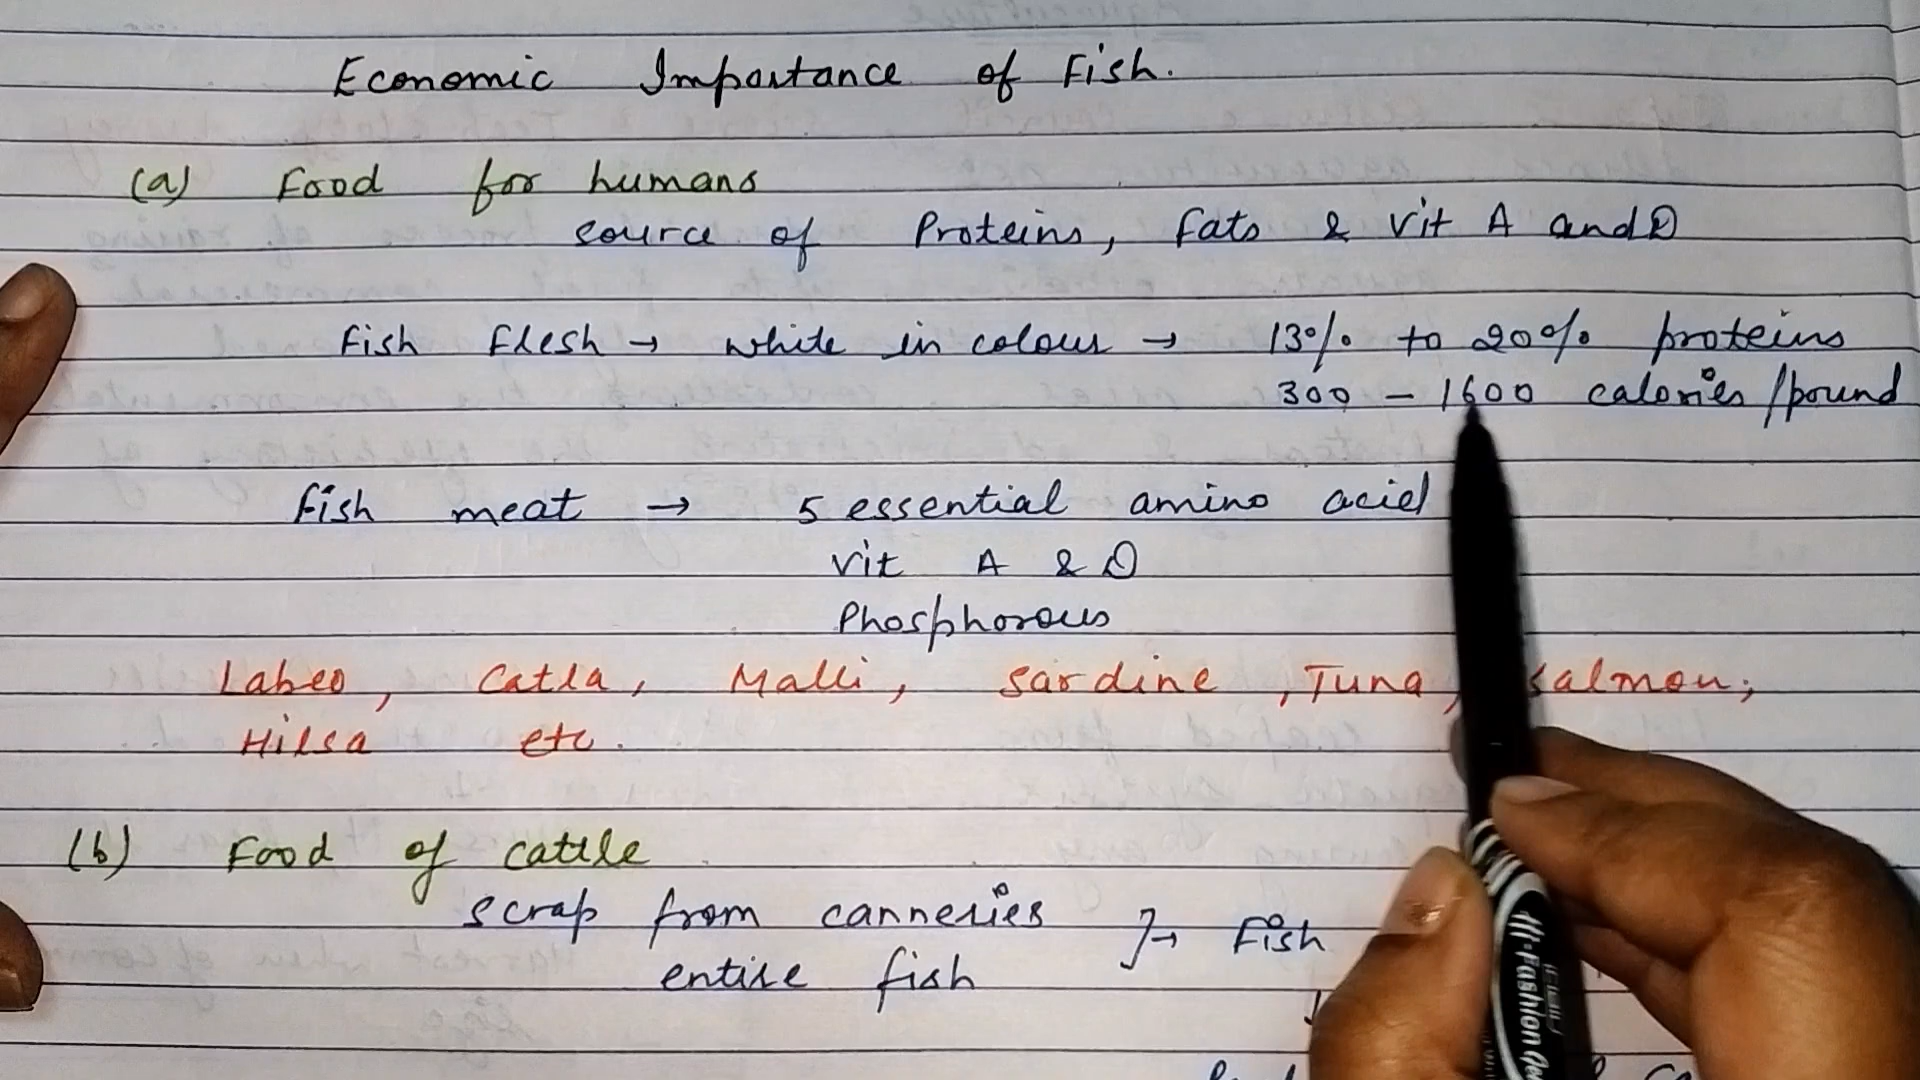 Economic Importance of Fish.
(a) Food for humans
source of Proteins, Fats & Vit A and D
Fish Flesh → white in colour → 13% to 20% proteins
300 - 1600 calories/pound
Fish meat → 5 essential amino acid
Vit A & D
Phosphorous
Labeo, Catla, Malli, Sardine, Tuna, Salmon,
Hilsa etc.
(b) Food of cattle
scrap from canneries
entire fish } → Fish